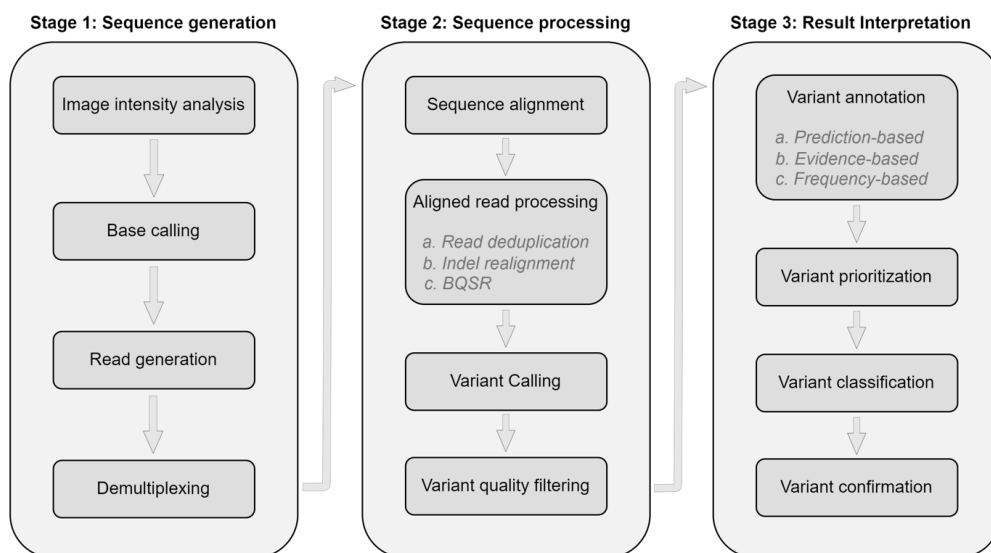 Stage 1: Sequence generation
Image intensity analysis
Base calling
Read generation
Demultiplexing
Stage 2: Sequence processing
Sequence alignment
Aligned read processing
a. Read deduplication
b. Indel realignment
c. BQSR
Variant Calling
Variant quality filtering
Stage 3: Result Interpretation
Variant annotation
a. Prediction-based
b. Evidence-based
c. Frequency-based
Variant prioritization
Variant classification
Variant confirmation